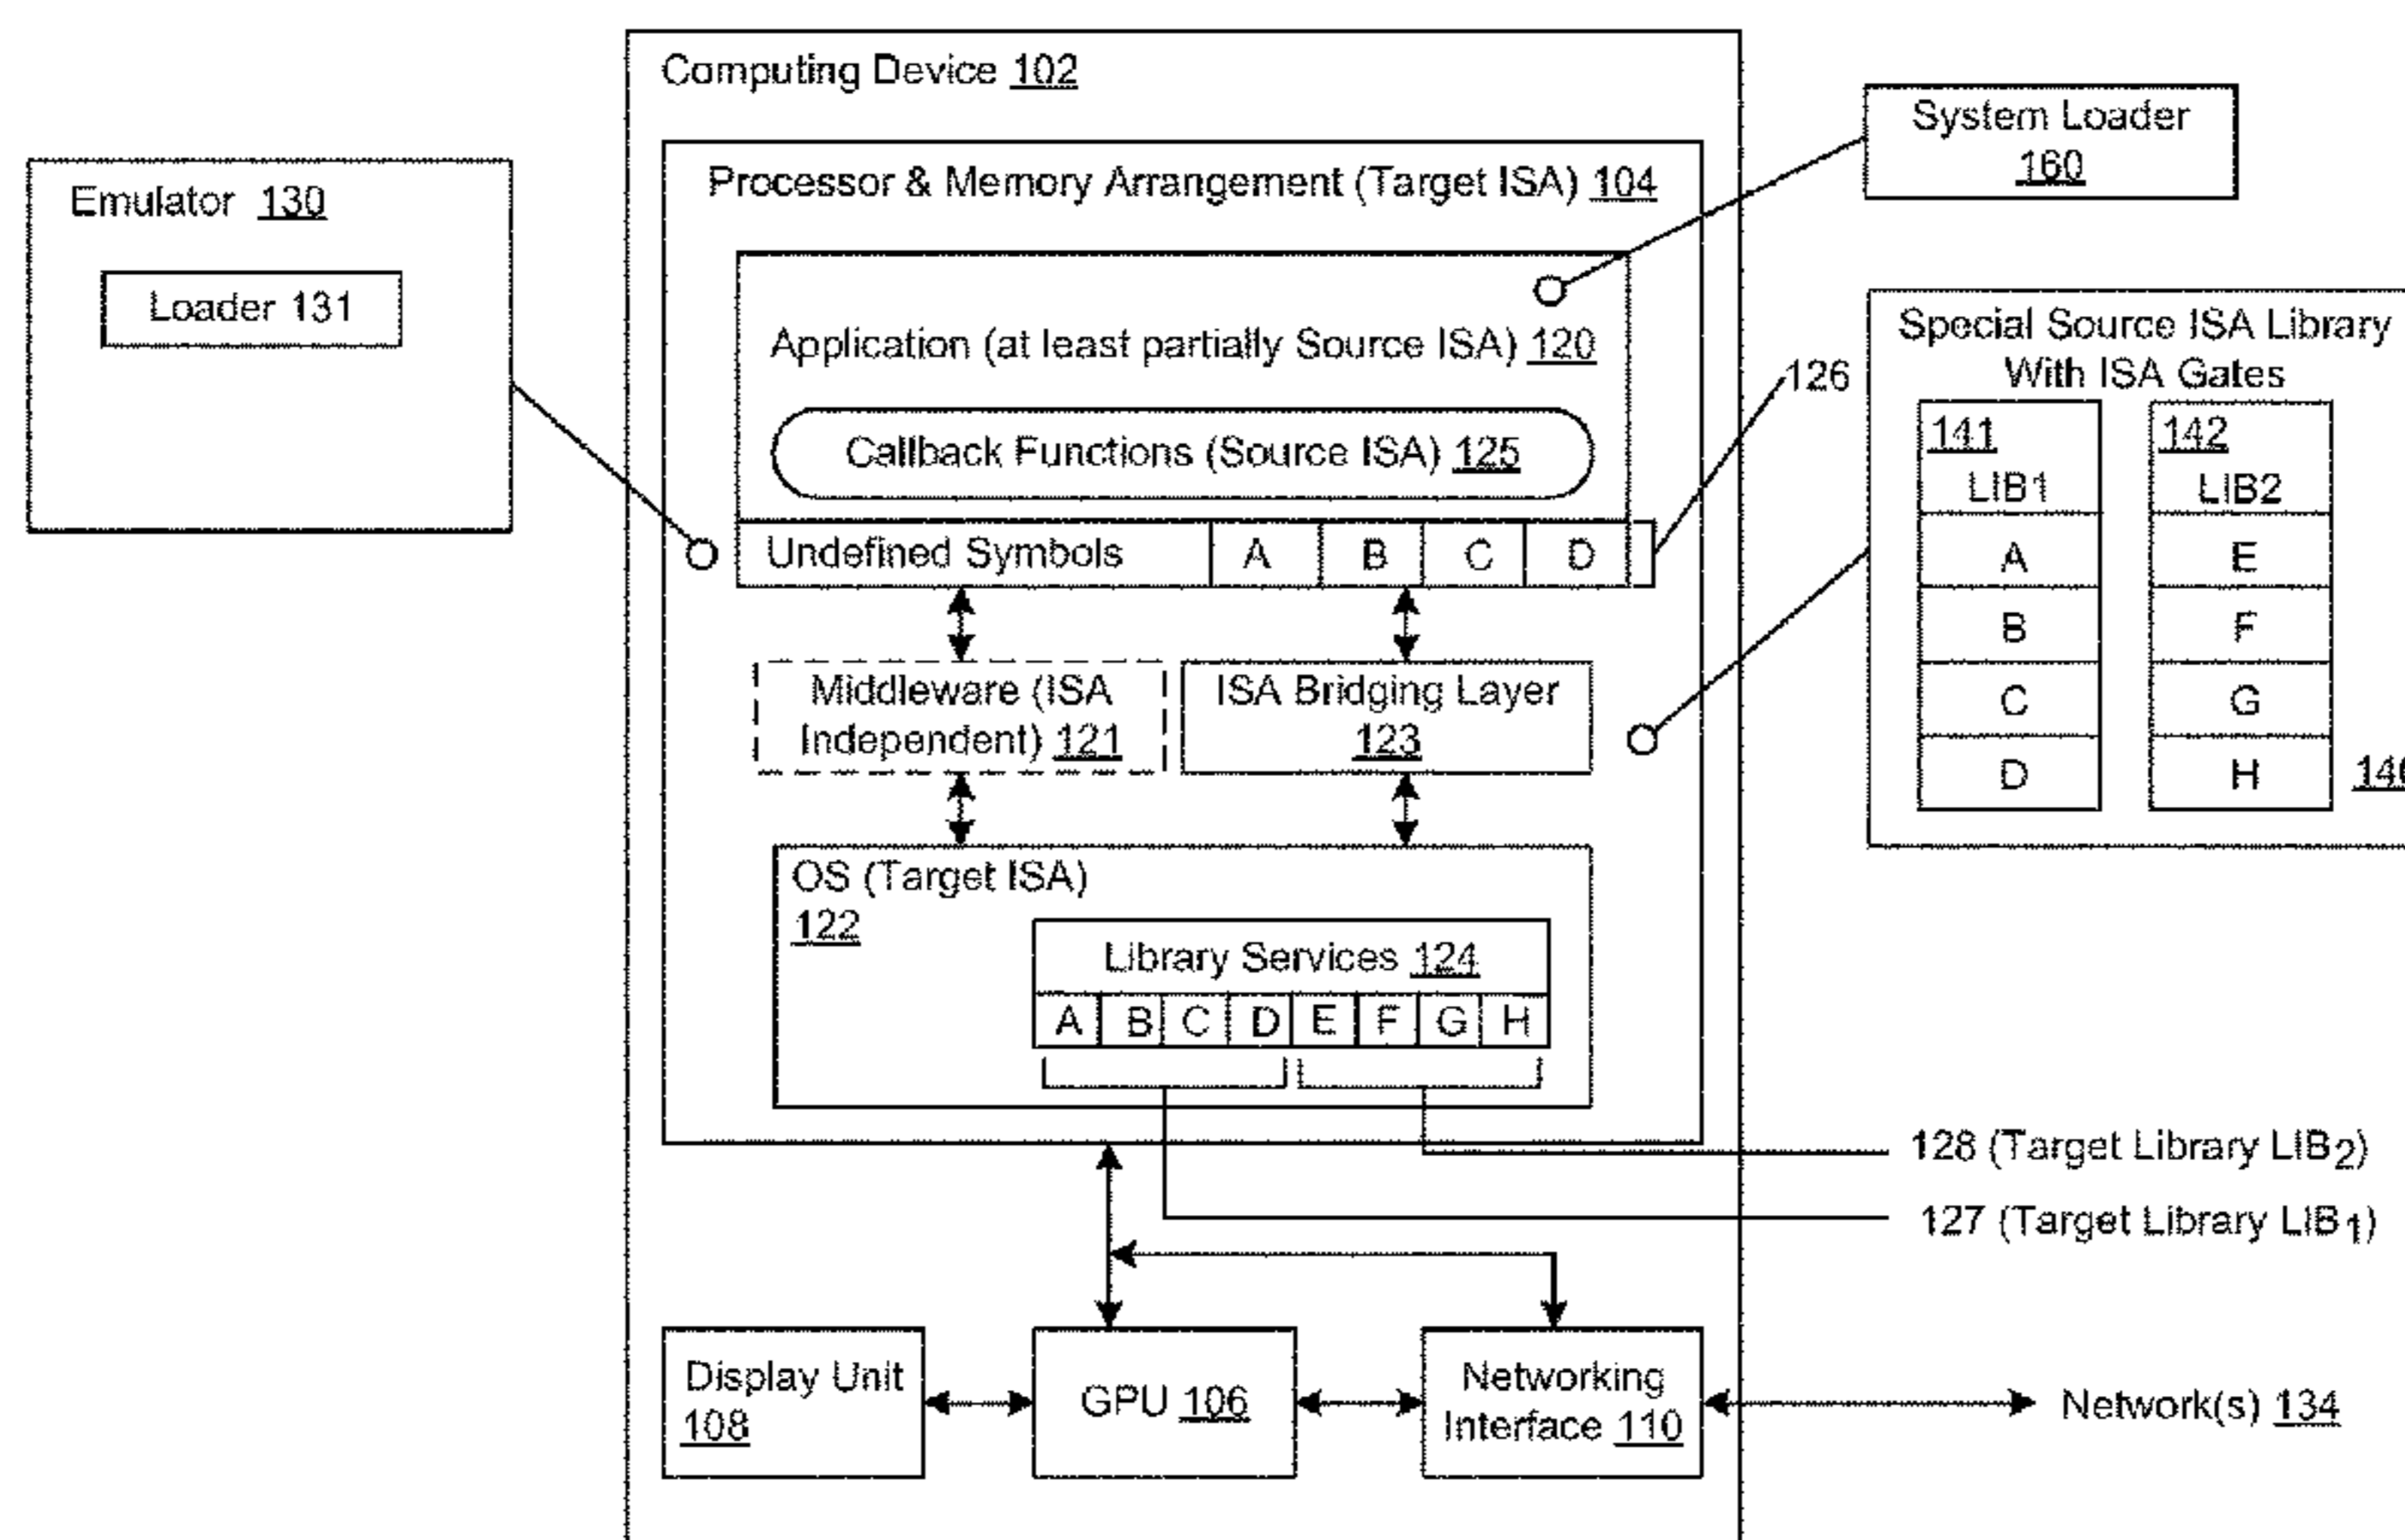 Computing Device 102
System Loader
160
Processor & Memory Arrangement (Target ISA) 104
Emulator 130
Loader 131
Application (at least partially Source ISA) 120
Callback Functions (Source ISA) 125
Undefined Symbols A B C D
126
Special Source ISA Library
With ISA Gates
141 142
LIB1 LIB2
A E
B F
C G
D H
Middleware (ISA
Independent) 121
ISA Bridging Layer
123
OS (Target ISA)
122
Library Services 124
A B C D E F G H
128 (Target Library LIB2)
127 (Target Library LIB1)
Display Unit
108
GPU 106
Networking
Interface 110
Network(s) 134